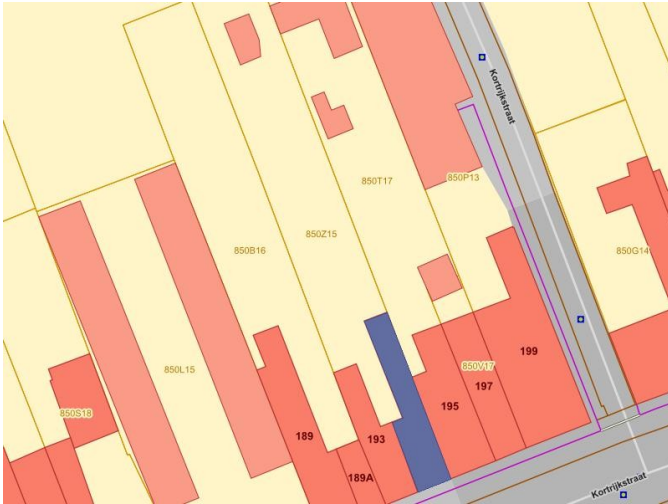 Kortrijkstraat
850T17
850P13
850Z15
850B16
850G14
850L15
850V17
199
197
195
850S18
189
193
189A
Kortrijkstraat